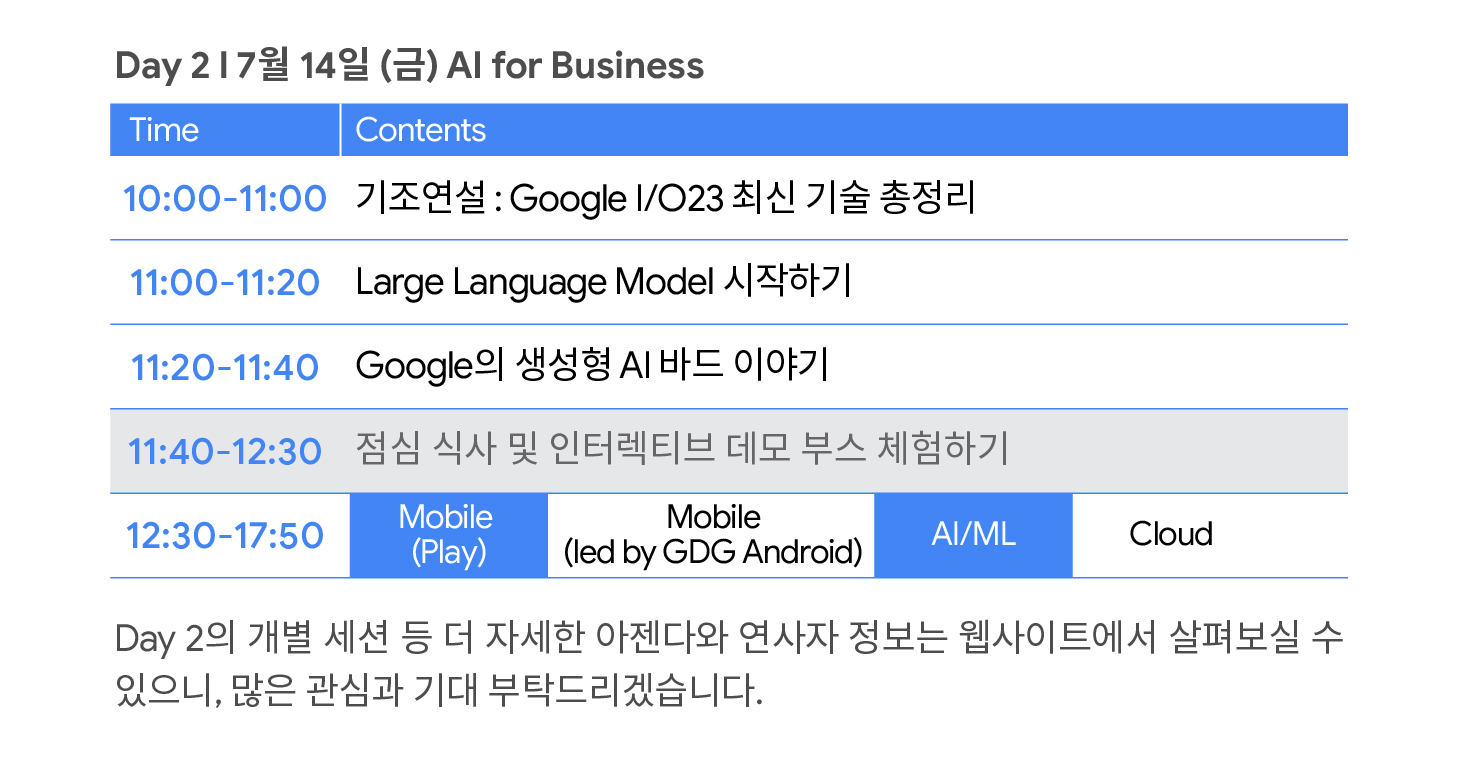 Day 2 I 7월 14일 (금) AI for Business
Time Contents
10:00-11:00 기조연설 : Google I/O23 최신 기술 총정리
11:00-11:20 Large Language Model 시작하기
11:20-11:40 Google의 생성형 AI 바드 이야기
11:40-12:30 점심 식사 및 인터렉티브 데모 부스 체험하기
12:30-17:50
Mobile
(Play)
Mobile
(led by GDG Android)
AI/ML
Cloud
Day 2의 개별 세션 등 더 자세한 아젠다와 연사자 정보는 웹사이트에서 살펴보실 수
있으니, 많은 관심과 기대 부탁드리겠습니다.